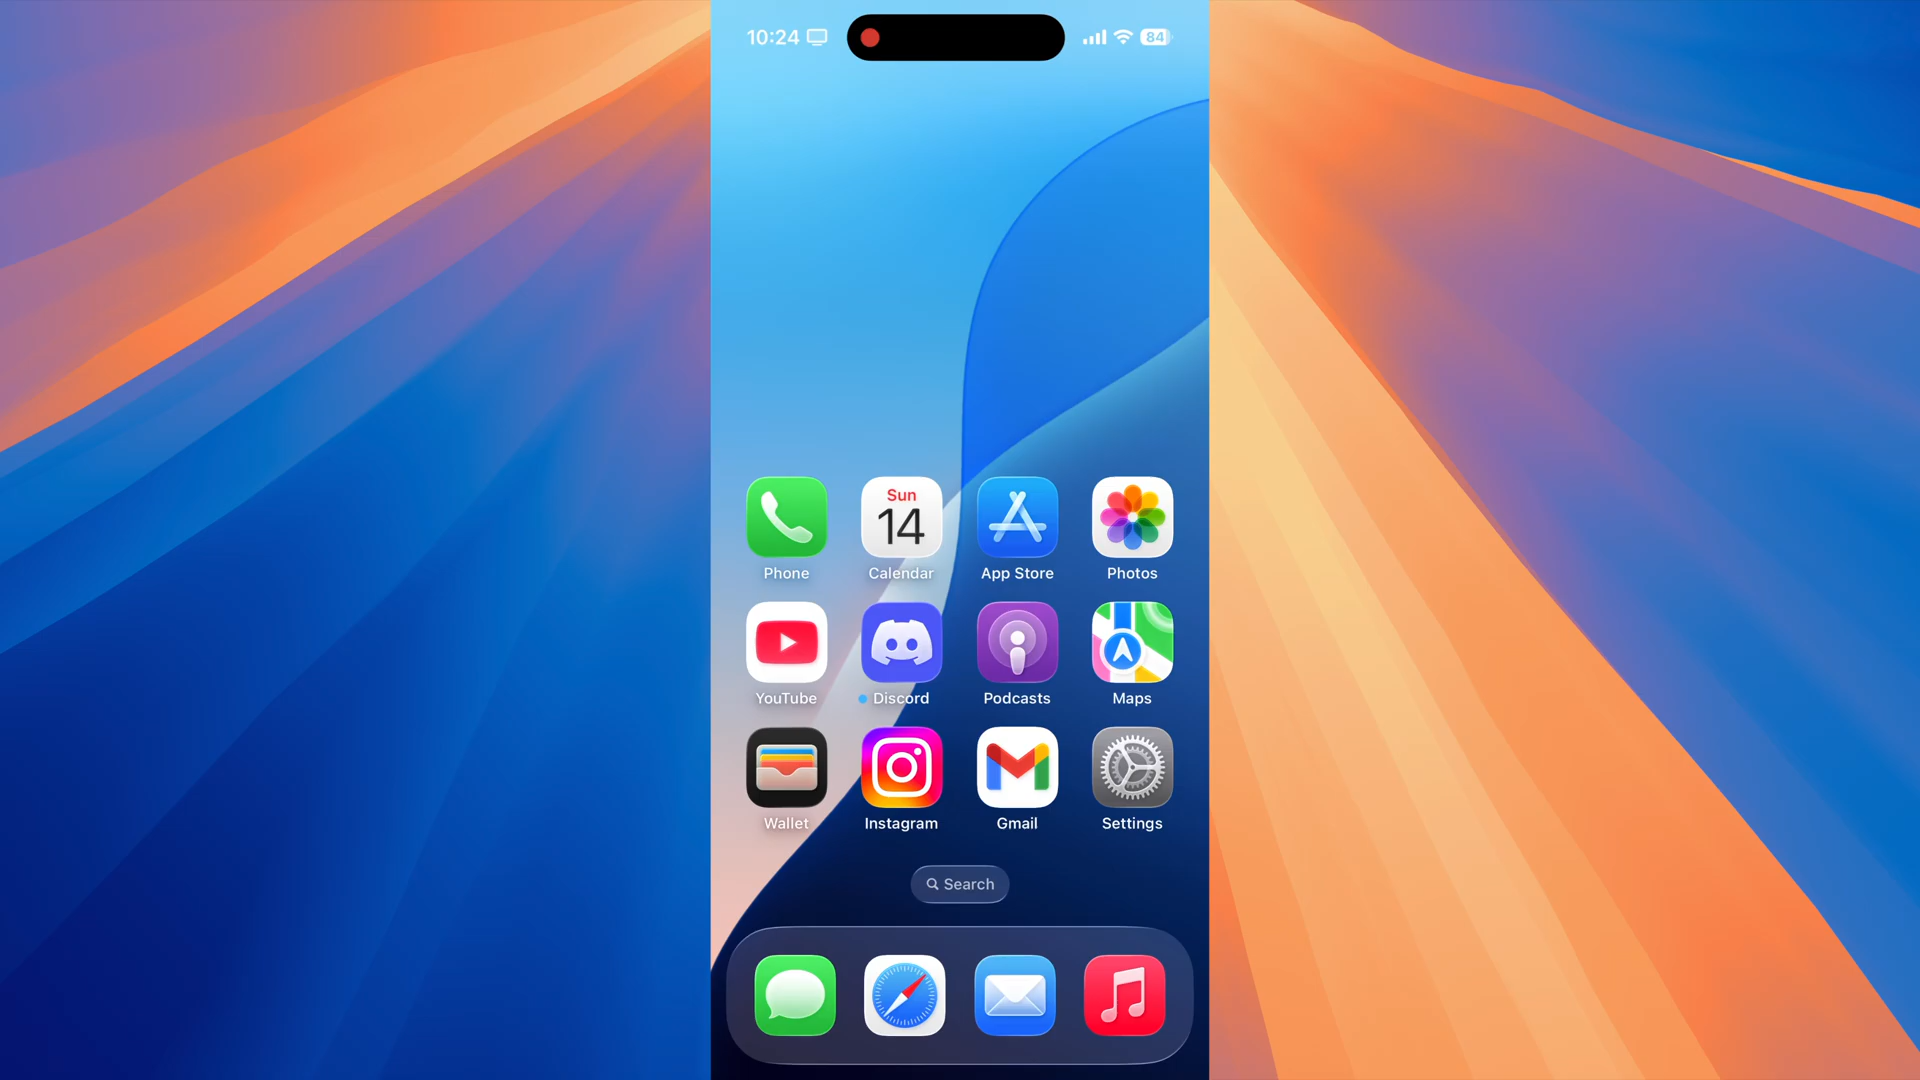 10:24
84
Sun
14
Phone
Calendar
App Store
Photos
YouTube
Discord
Podcasts
Maps
Wallet
Instagram
Gmail
Settings
Search